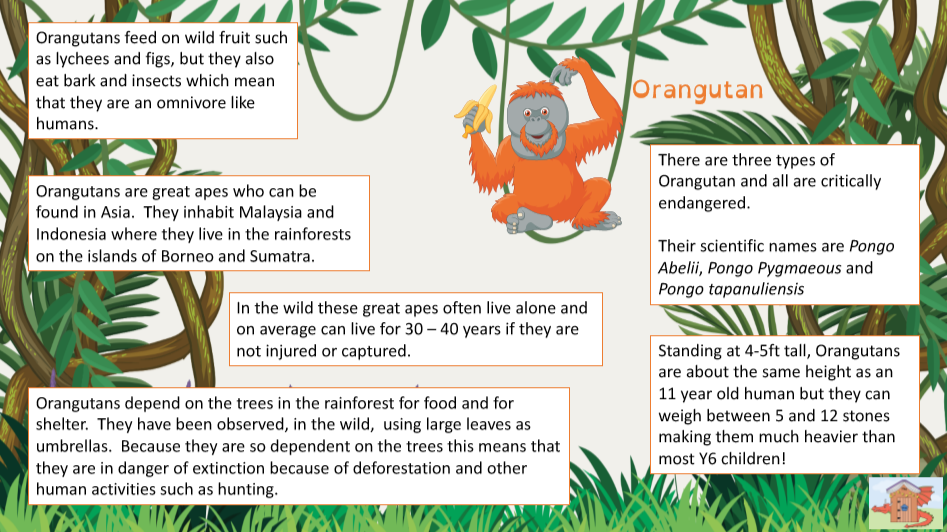 Orangutans feed on wild fruit such
as lychees and figs, but they also
eat bark and insects which mean
that they are an omnivore like
humans.
Orangutan
Orangutans are great apes who can be
found in Asia.  They inhabit Malaysia and
Indonesia where they live in the rainforests
on the islands of Borneo and Sumatra.
There are three types of
Orangutan and all are critically
endangered.
Their scientific names are Pongo
Abelii, Pongo Pygmaeous and
Pongo tapanuliensis
In the wild these great apes often live alone and
on average can live for 30 – 40 years if they are
not injured or captured.
Standing at 4-5ft tall, Orangutans
are about the same height as an
11 year old human but they can
weigh between 5 and 12 stones
making them much heavier than
most Y6 children!
Orangutans depend on the trees in the rainforest for food and for
shelter.  They have been observed, in the wild,  using large leaves as
umbrellas.  Because they are so dependent on the trees this means that
they are in danger of extinction because of deforestation and other
human activities such as hunting.